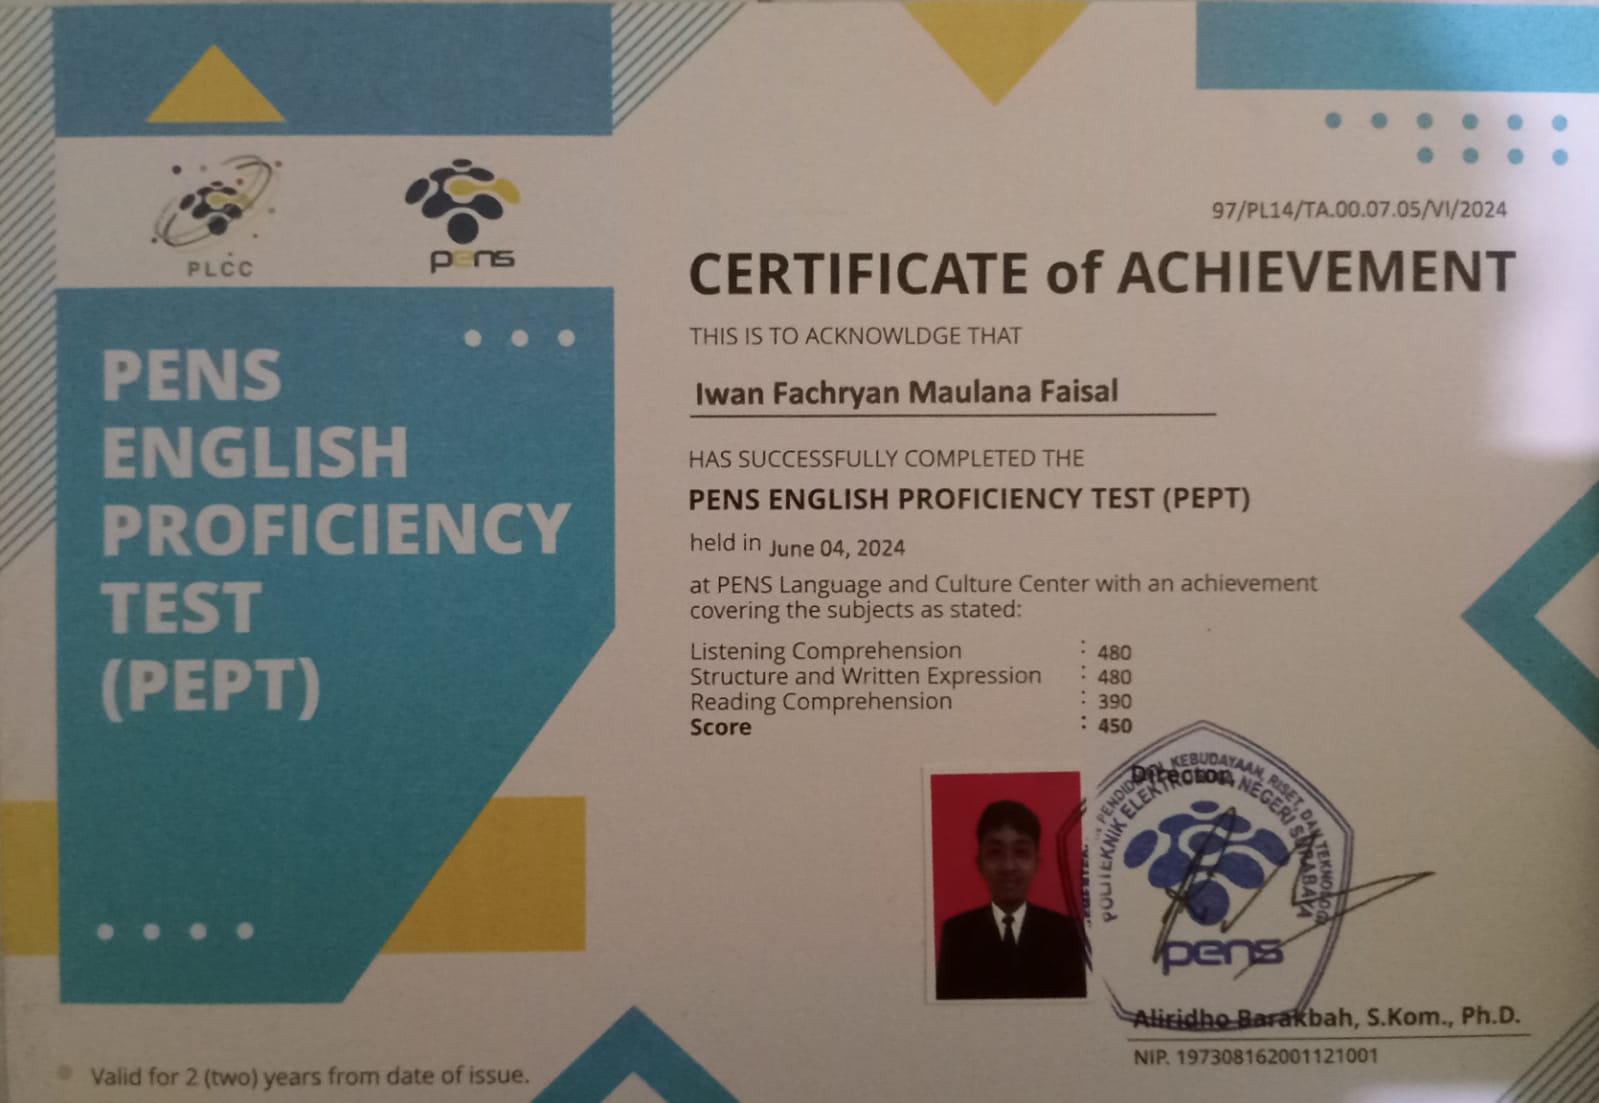 PLCC
pens
PENS
ENGLISH
PROFICIENCY
TEST
(PEPT)
97/PL14/TA.00.07.05/VI/2024
CERTIFICATE of ACHIEVEMENT
THIS IS TO ACKNOWLDGE THAT
Iwan Fachryan Maulana Faisal
HAS SUCCESSFULLY COMPLETED THE
PENS ENGLISH PROFICIENCY TEST (PEPT)
held in June 04, 2024
at PENS Language and Culture Center with an achievement
covering the subjects as stated:
Listening Comprehension : 480
Structure and Written Expression : 480
Reading Comprehension : 390
Score : 450
Director,
KEBUDAYAAN, RISET, DAN TEKNOLOGI
POLITEKNIK ELEKTRONIKA NEGERI SURABAYA
pens
Aliridho Barakbah, S.Kom., Ph.D.
NIP. 197308162001121001
Valid for 2 (two) years from date of issue.